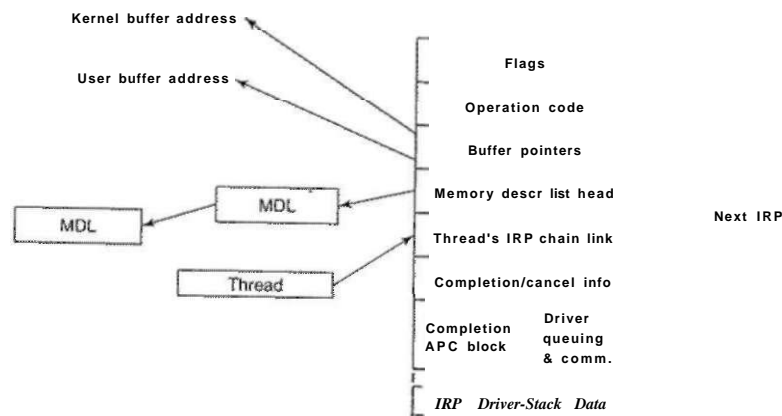 Kernel buffer address
User buffer address
Flags
Operation code
Buffer pointers
Memory descr list head
MDL
MDL
Thread's IRP chain link
Next IRP
Thread
Completion/cancel info
Completion
APC block
Driver
queuing
& comm.
IRP Driver-Stack Data